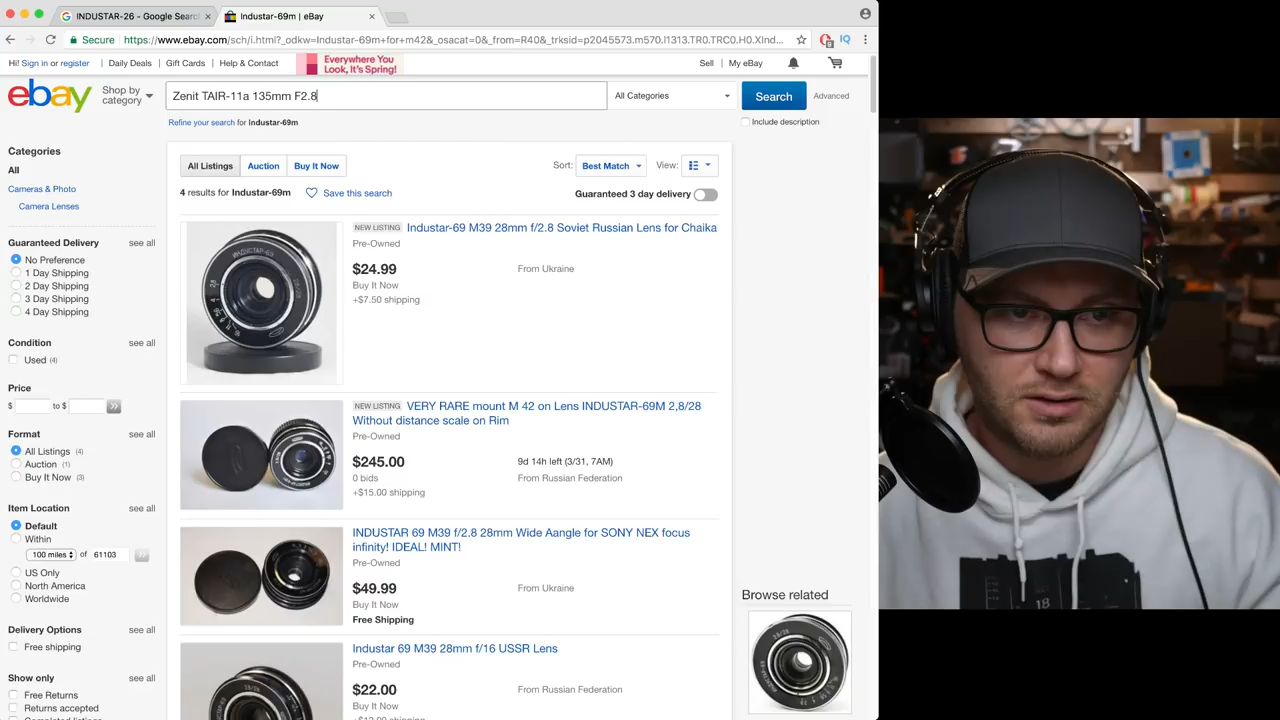 INDUSTAR-26 - Google Searc
Industar-69m | eBay
Secure https://www.ebay.com/sch/i.html?_odkw=Industar-69m+for+m42&_osacat=0&_from=R40&_trksid=p2045573.m570.l1313.TR0.TRC0.H0.XInd...
Hi! Sign in or register Daily Deals Gift Cards Help & Contact Everywhere You Look, It's Spring! Sell My eBay
ebay Shop by category Zenit TAIR-11a 135mm F2.8 All Categories Search Advanced
Refine your search for Industar-69m Include description
Categories
All
Cameras & Photo
Camera Lenses
Guaranteed Delivery see all
No Preference
1 Day Shipping
2 Day Shipping
3 Day Shipping
4 Day Shipping
Condition see all
Used (4)
Price
$ to $
Format see all
All Listings (4)
Auction (1)
Buy It Now (3)
Item Location see all
Default
Within
100 miles of 61103
US Only
North America
Worldwide
Delivery Options see all
Free shipping
Show only see all
Free Returns
Returns accepted
All Listings Auction Buy It Now Sort: Best Match View:
4 results for Industar-69m Save this search Guaranteed 3 day delivery
NEW LISTING Industar-69 M39 28mm f/2.8 Soviet Russian Lens for Chaika
Pre-Owned
$24.99 From Ukraine
Buy It Now
+$7.50 shipping
NEW LISTING VERY RARE mount M 42 on Lens INDUSTAR-69M 2,8/28
Without distance scale on Rim
Pre-Owned
$245.00 9d 14h left (3/31, 7AM)
0 bids From Russian Federation
+$15.00 shipping
INDUSTAR 69 M39 f/2.8 28mm Wide Aangle for SONY NEX focus
infinity! IDEAL! MINT!
Pre-Owned
$49.99 From Ukraine
Buy It Now
Free Shipping
Industar 69 M39 28mm f/16 USSR Lens
Pre-Owned
$22.00 From Russian Federation
Buy It Now
Browse related
18